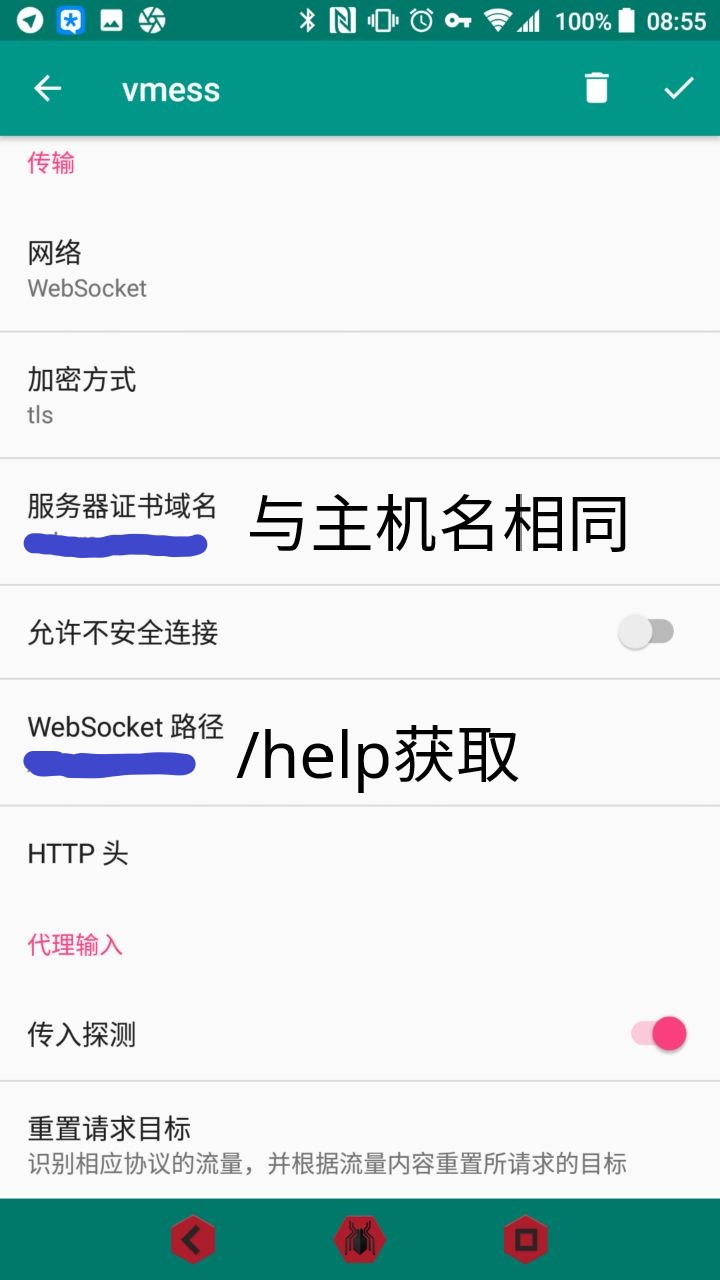 100% 08:55
vmess
传输
网络
WebSocket
加密方式
tls
服务器证书域名
与主机名相同
允许不安全连接
WebSocket 路径
/help获取
HTTP 头
代理输入
传入探测
重置请求目标
识别相应协议的流量，并根据流量内容重置所请求的目标